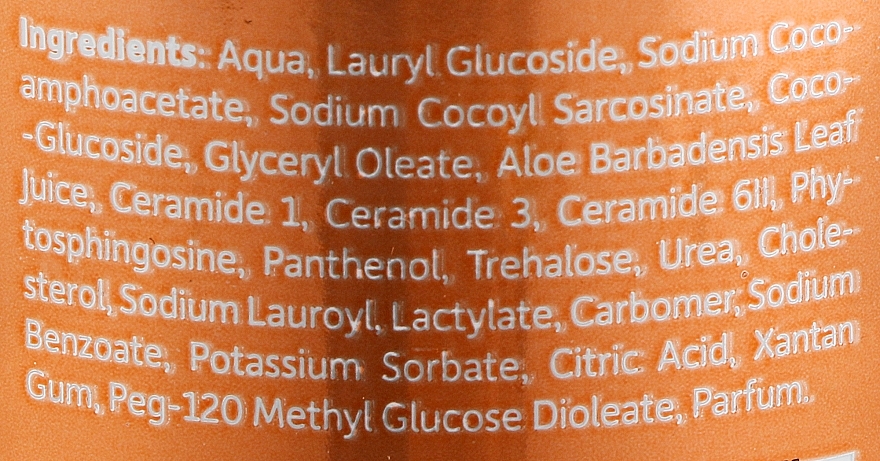 Ingredients: Aqua, Lauryl Glucoside, Sodium Coco-
amphoacetate, Sodium Cocoyl Sarcosinate, Coco-
-Glucoside, Glyceryl Oleate, Aloe Barbadensis Leaf
Juice, Ceramide 1, Ceramide 3, Ceramide 6II, Phy-
tosphingosine, Panthenol, Trehalose, Urea, Chole-
sterol, Sodium Lauroyl, Lactylate, Carbomer, Sodium
Benzoate, Potassium Sorbate, Citric Acid, Xantan
Gum, Peg-120 Methyl Glucose Dioleate, Parfum.